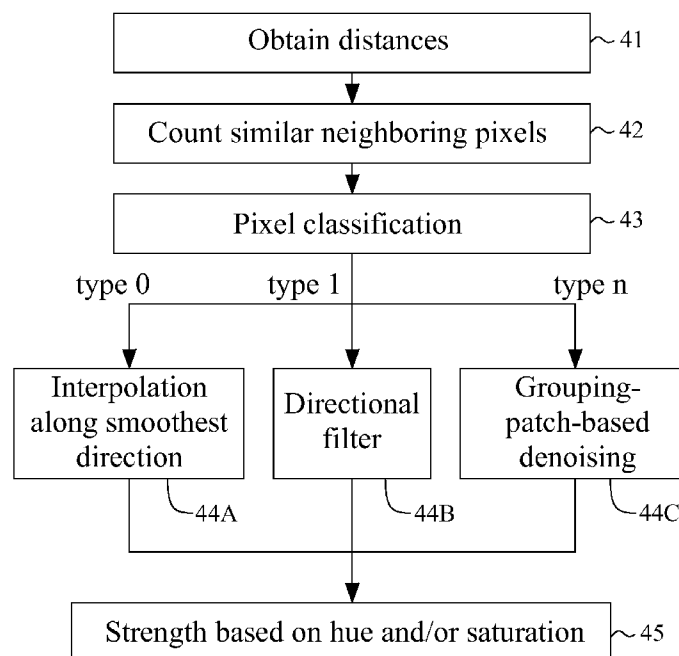 Obtain distances
41
Count similar neighboring pixels
42
Pixel classification
43
type 0
type 1
type n
Interpolation
along smoothest
direction
44A
Directional
filter
44B
Grouping-
patch-based
denoising
44C
Strength based on hue and/or saturation
45